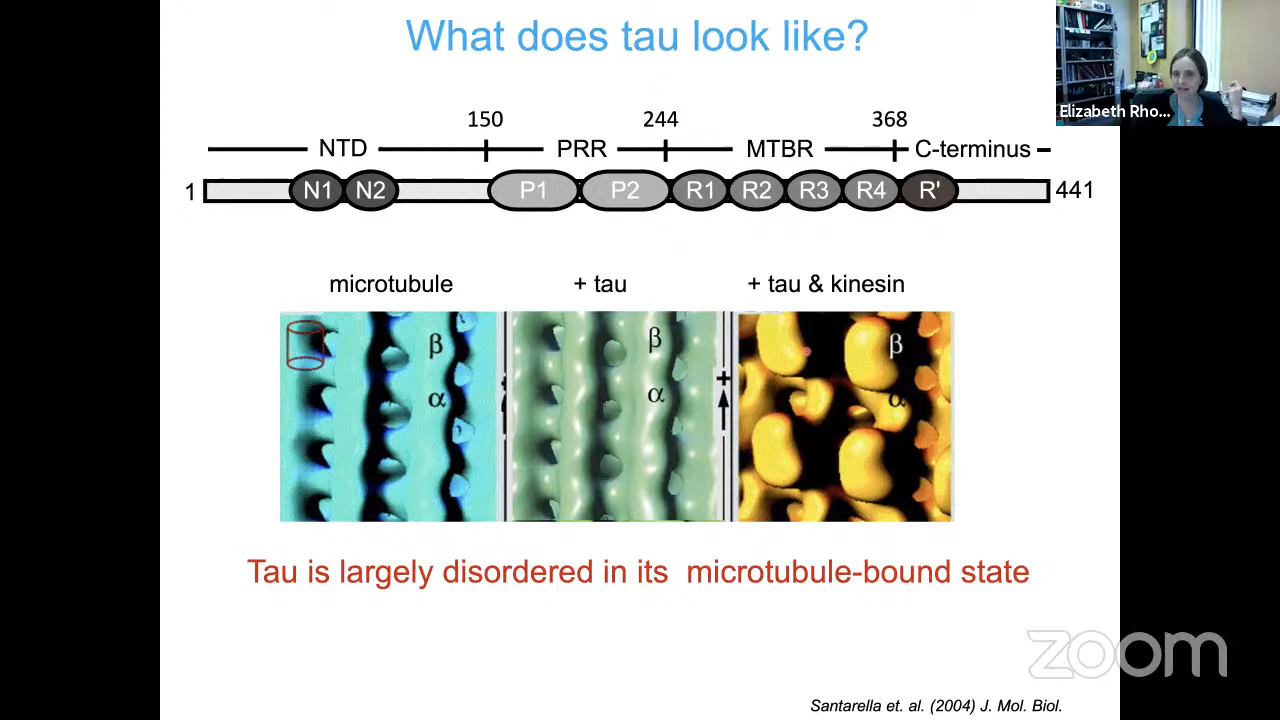 What does tau look like?
Elizabeth Rho...
150 244 368
NTD PRR MTBR C-terminus
1 N1 N2 P1 P2 R1 R2 R3 R4 R' 441
microtubule + tau + tau & kinesin
β β β
α α α
+
Tau is largely disordered in its microtubule-bound state
zoom
Santarella et. al. (2004) J. Mol. Biol.